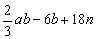 2/3 ab − 6b + 18n